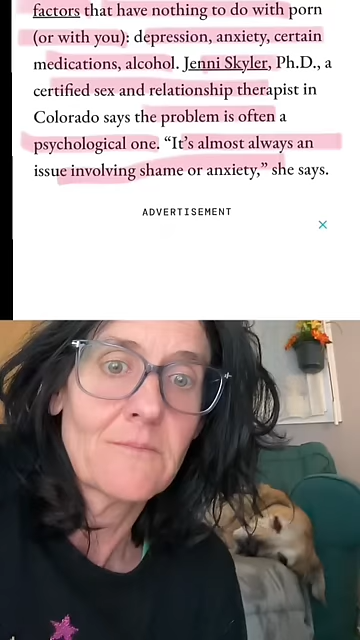 factors that have nothing to do with porn
(or with you): depression, anxiety, certain
medications, alcohol. Jenni Skyler, Ph.D., a
certified sex and relationship therapist in
Colorado says the problem is often a
psychological one. “It’s almost always an
issue involving shame or anxiety,” she says.
ADVERTISEMENT